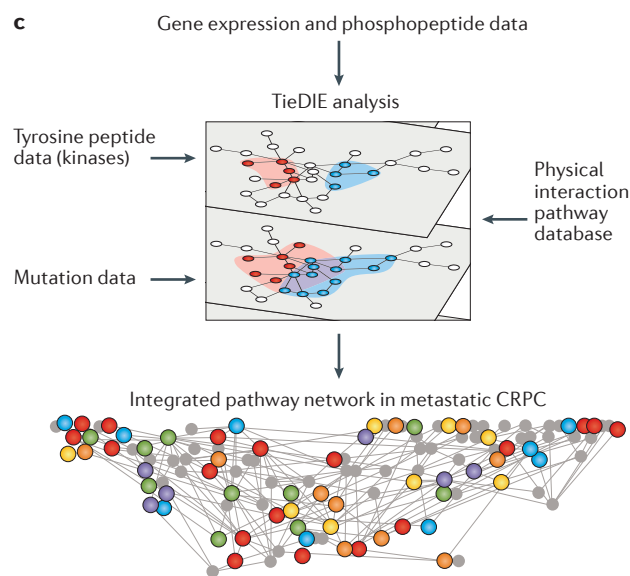 c
Gene expression and phosphopeptide data
TieDIE analysis
Tyrosine peptide
data (kinases)
Physical
interaction
pathway
database
Mutation data
Integrated pathway network in metastatic CRPC